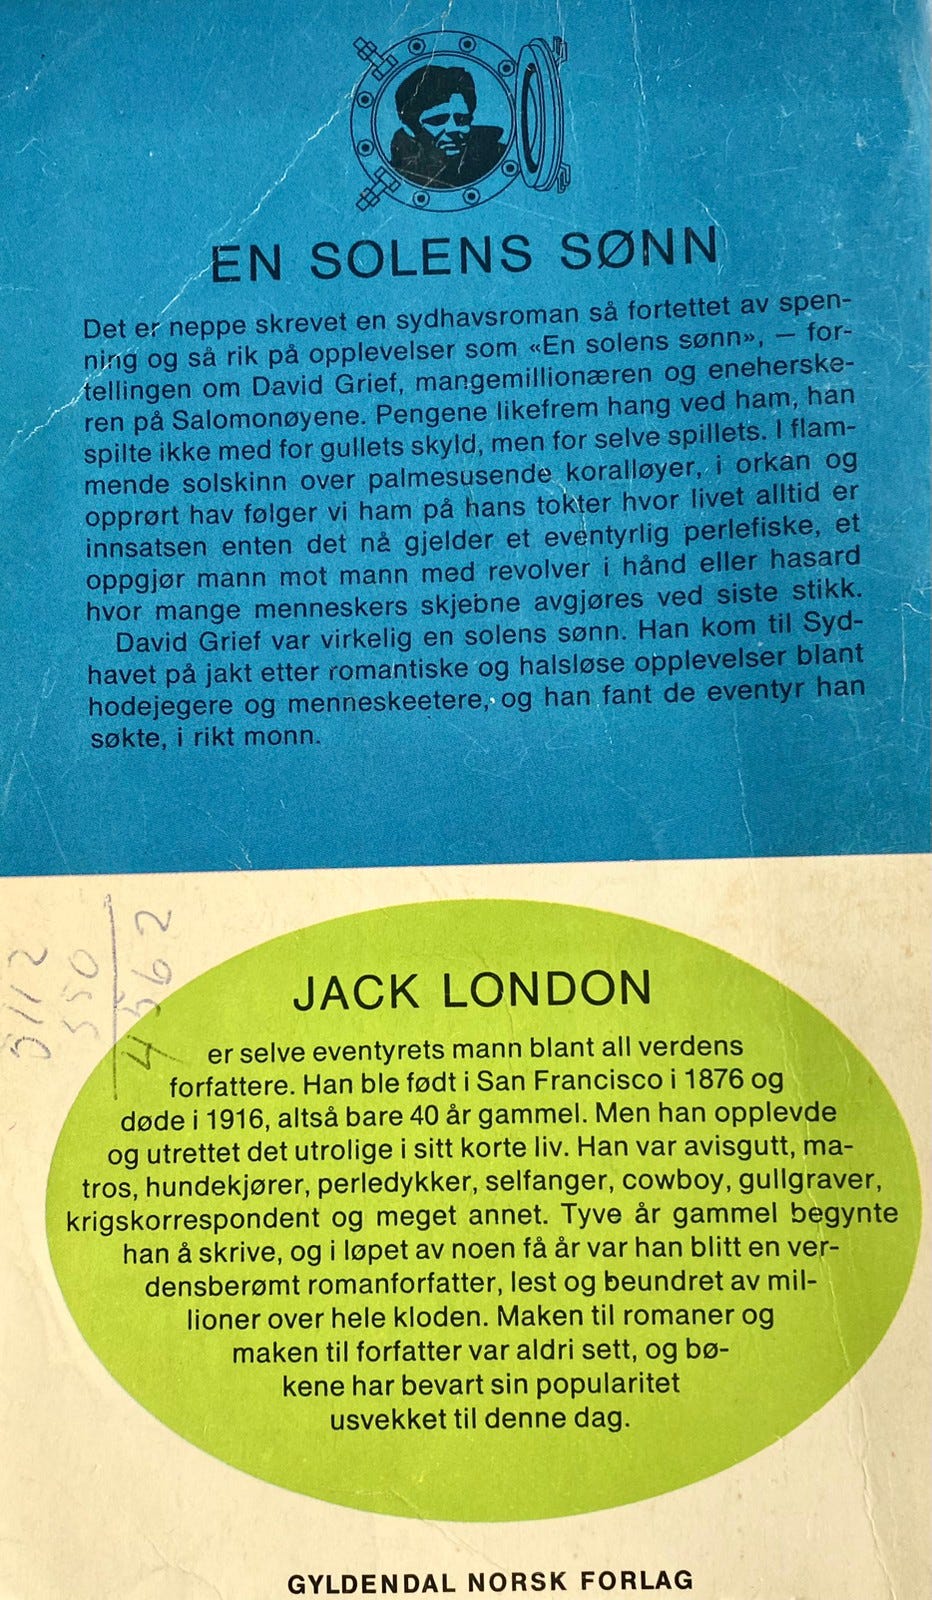 EN SOLENS SØNN
Det er neppe skrevet en sydhavsroman så fortettet av spen-
ning og så rik på opplevelser som «En solens sønn», — for-
tellingen om David Grief, mangemillionæren og eneherske-
ren på Salomonøyene. Pengene likefrem hang ved ham, han
spilte ikke med for gullets skyld, men for selve spillets. I flam-
mende solskinn over palmesusende koralløyer, i orkan og
opprørt hav følger vi ham på hans tokter hvor livet alltid er
innsatsen enten det nå gjelder et eventyrlig perlefiske, et
oppgjør mann mot mann med revolver i hånd eller hasard
hvor mange menneskers skjebne avgjøres ved siste stikk.
David Grief var virkelig en solens sønn. Han kom til Syd-
havet på jakt etter romantiske og halsløse opplevelser blant
hodejegere og menneskeetere, og han fant de eventyr han
søkte, i rikt monn.
5112
550
4562
JACK LONDON
er selve eventyrets mann blant all verdens
forfattere. Han ble født i San Francisco i 1876 og
døde i 1916, altså bare 40 år gammel. Men han opplevde
og utrettet det utrolige i sitt korte liv. Han var avisgutt, ma-
tros, hundekjører, perledykker, selfanger, cowboy, gullgraver,
krigskorrespondent og meget annet. Tyve år gammel begynte
han å skrive, og i løpet av noen få år var han blitt en ver-
densberømt romanforfatter, lest og beundret av mil-
lioner over hele kloden. Maken til romaner og
maken til forfatter var aldri sett, og bø-
kene har bevart sin popularitet
usvekket til denne dag.
GYLDENDAL NORSK FORLAG